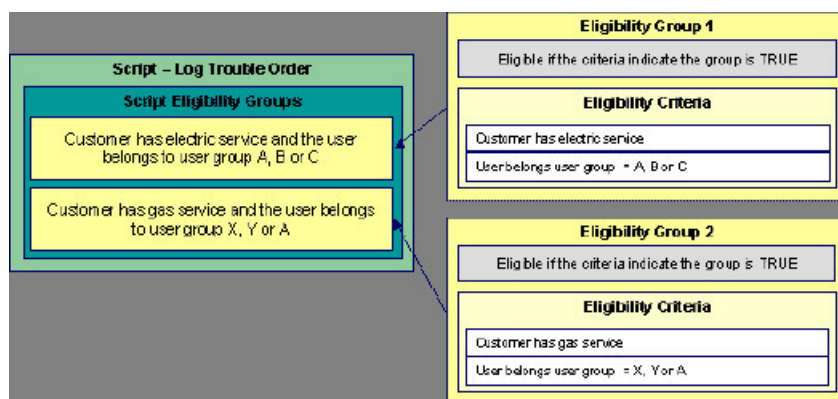 Script – Log Trouble Order
Script Eligibility Groups
Customer has electric service and the user
belongs to user group A, B or C
Customer has gas service and the user belongs
to user group X, Y or A
Eligibility Group 1
Eligible if the criteria indicate the group is TRUE
Eligibility Criteria
Customer has electric service
User belongs user group = A, B or C
Eligibility Group 2
Eligible if the criteria indicate the group is TRUE
Eligibility Criteria
Customer has gas service
User belongs user group = X, Y or A